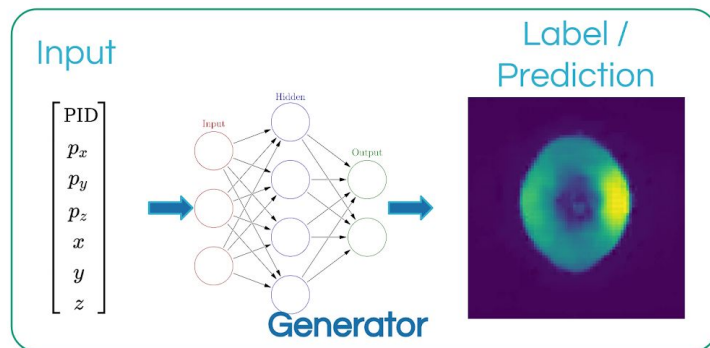 Input
Label /
Prediction
PID
p_x
p_y
p_z
x
y
z
Input
Hidden
Output
Generator